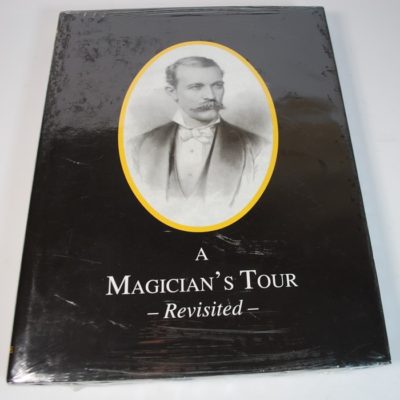 A
MAGICIAN'S TOUR
– Revisited –